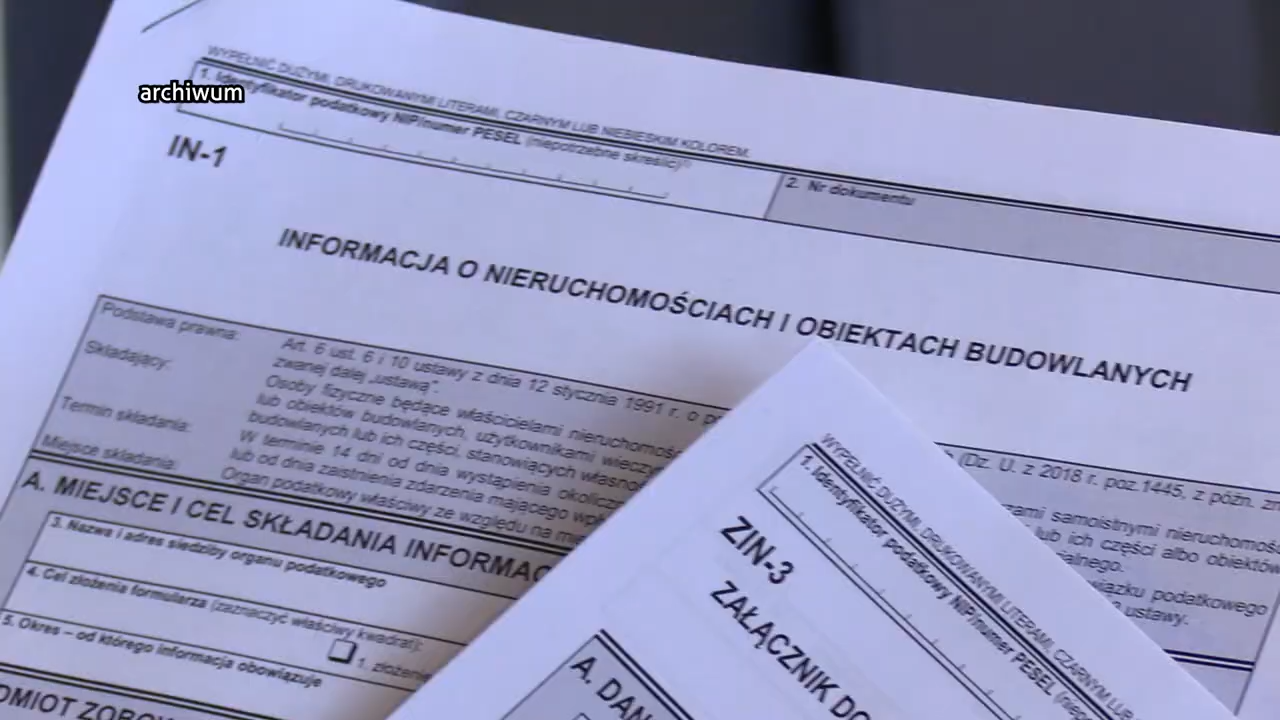 archiwum
WYPEŁNIĆ DUŻYMI, DRUKOWANYMI LITERAMI, CZARNYM LUB NIEBIESKIM KOLOREM.
1. Identyfikator podatkowy NIP/numer PESEL (niepotrzebne skreślić)
2. Nr dokumentu
IN-1
INFORMACJA O NIERUCHOMOŚCIACH I OBIEKTACH BUDOWLANYCH
Podstawa prawna: Art. 6 ust. 6 i 10 ustawy z dnia 12 stycznia 1991 r. o (Dz. U. z 2018 r. poz.1445, z późn.
zwanej dalej „ustawą”.
Składający: Osoby fizyczne będące właścicielami samoistnymi
lub obiektów budowlanych, użytkownikami lub ich części albo
budowlanych lub ich części, stanowiących
Termin składania: W terminie 14 dni od dnia wystąpienia podatkowego
lub od dnia zaistnienia zdarzenia mającego ustawy.
Miejsce składania: Organ podatkowy właściwy ze względu na
A. MIEJSCE I CEL SKŁADANIA
3. Nazwa i adres siedziby organu podatkowego
4. Cel złożenia formularza (zaznaczyć właściwy kwadrat):
1. złożenie
5. Okres – od którego informacja obowiązuje
WYPEŁNIĆ DUŻYMI, DRUKOWANYMI LITERAMI, CZARNYM LUB
1. Identyfikator podatkowy NIP/numer PESEL
ZIN-3
ZAŁĄCZNIK DO
A. DAN